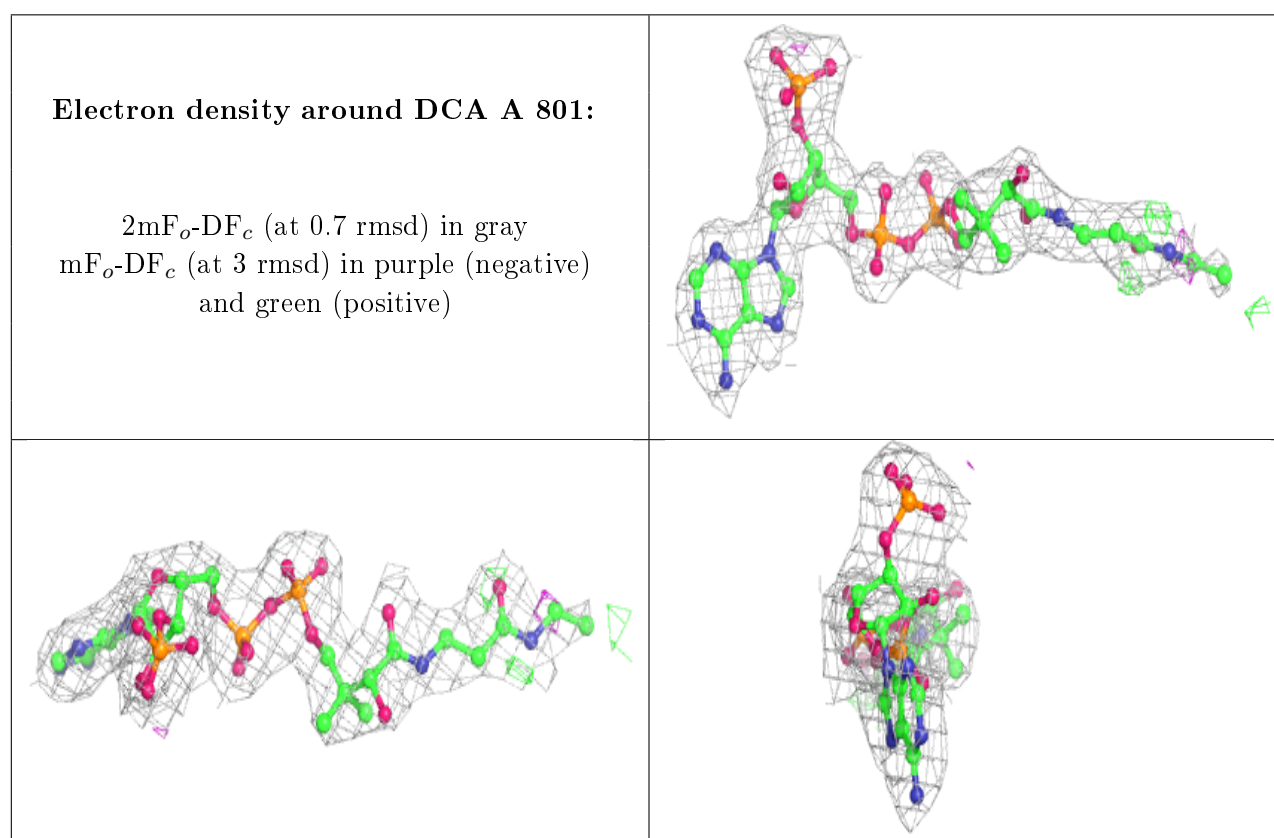 Electron density around DCA A 801:
2mFₒ-DF𝒸 (at 0.7 rmsd) in gray
mFₒ-DF𝒸 (at 3 rmsd) in purple (negative)
and green (positive)